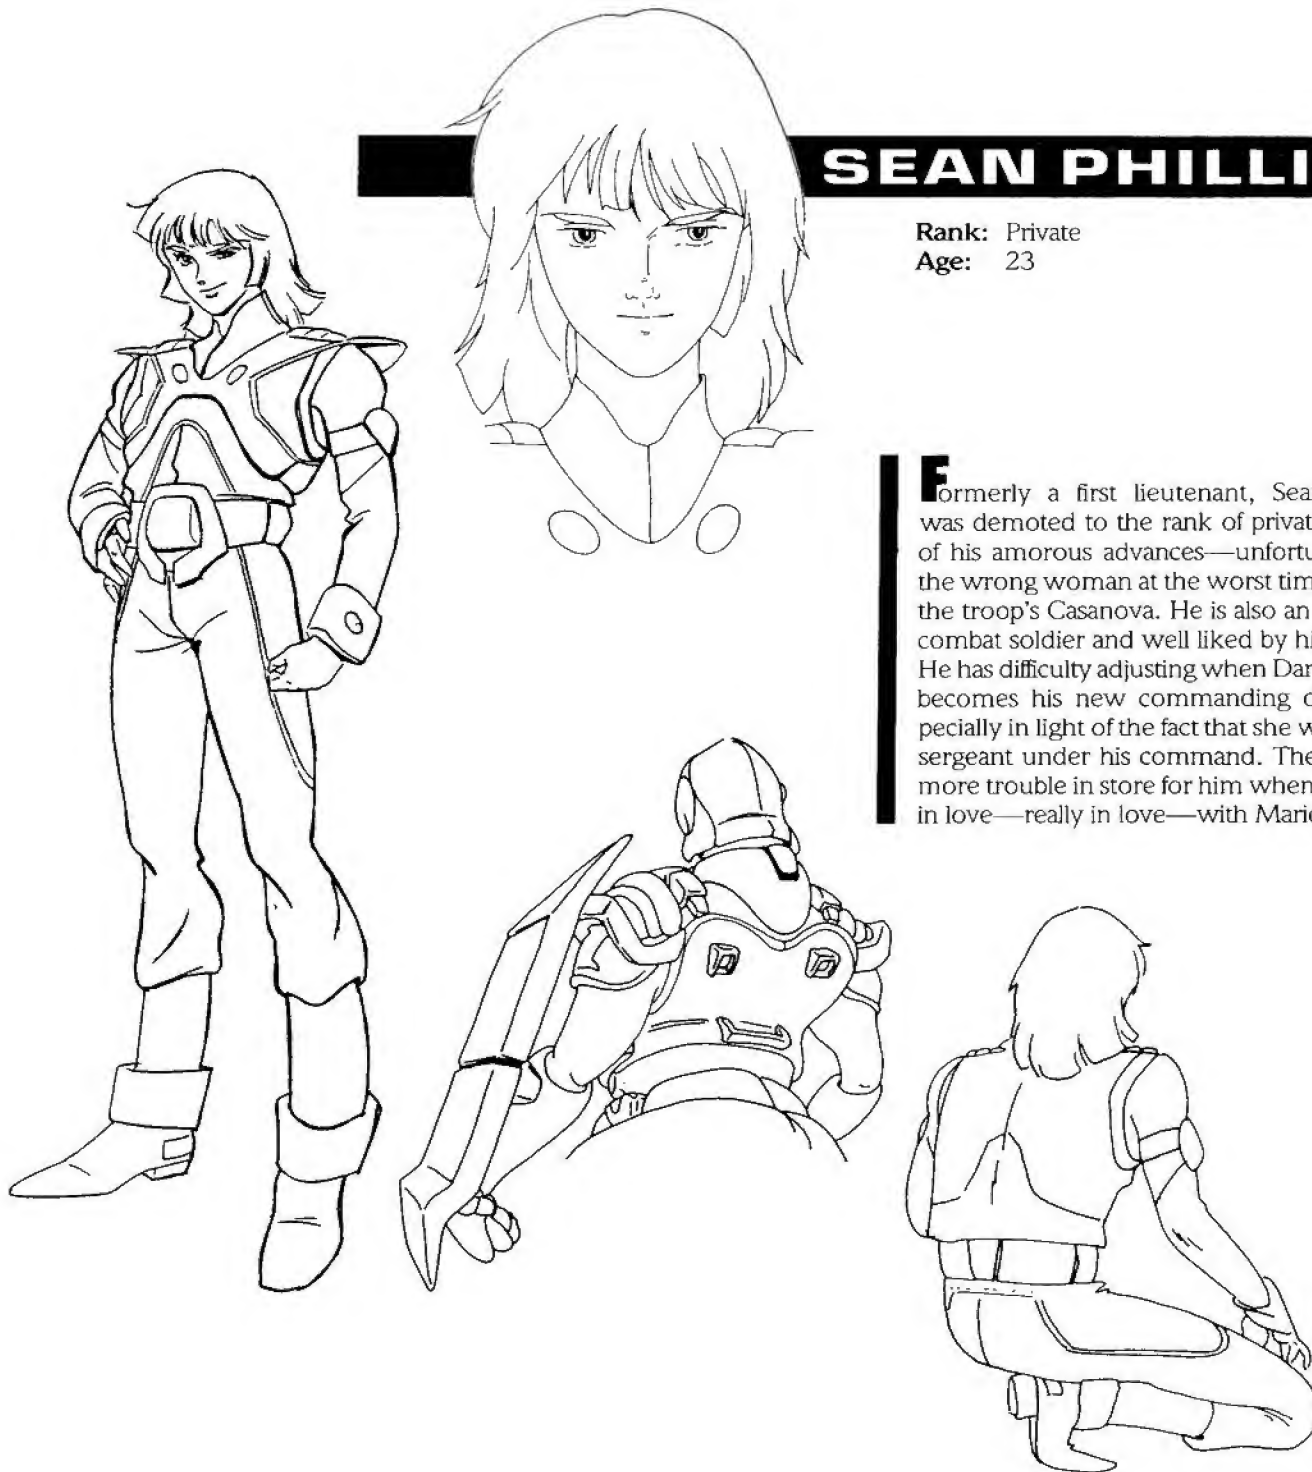 SEAN PHILLI
Rank: Private
Age: 23
Formerly a first lieutenant, Sea
was demoted to the rank of privat
of his amorous advances—unfortu
the wrong woman at the worst tim
the troop's Casanova. He is also an
combat soldier and well liked by hi
He has difficulty adjusting when Dar
becomes his new commanding o
pecially in light of the fact that she w
sergeant under his command. The
more trouble in store for him when
in love—really in love—with Marie